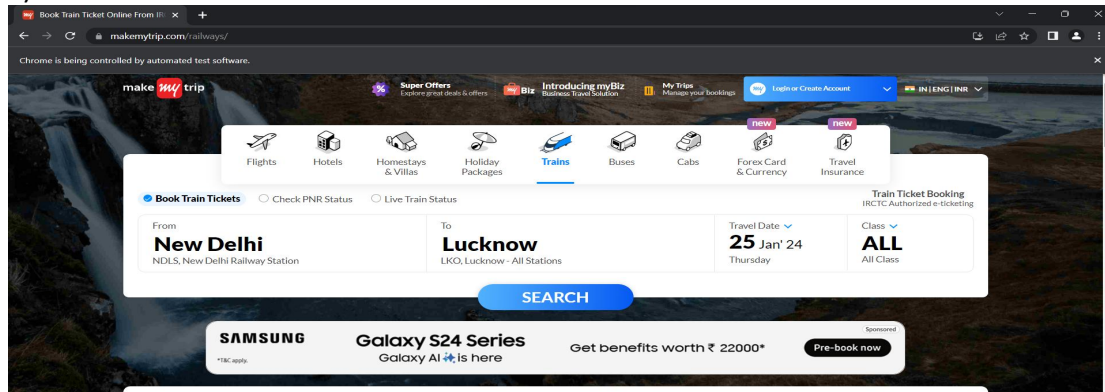 Book Train Ticket Online From IR
makemytrip.com/railways/
Chrome is being controlled by automated test software.
make my trip
Super Offers
Explore great deals & offers
myBiz
Introducing myBiz
Business Travel Solution
My Trips
Manage your bookings
my
Login or Create Account
IN | ENG | INR
new
new
Flights
Hotels
Homestays
& Villas
Holiday
Packages
Trains
Buses
Cabs
Forex Card
& Currency
Travel
Insurance
Book Train Tickets
Check PNR Status
Live Train Status
Train Ticket Booking
IRCTC Authorized e-ticketing
From
New Delhi
NDLS, New Delhi Railway Station
To
Lucknow
LKO, Lucknow - All Stations
Travel Date
25 Jan' 24
Thursday
Class
ALL
All Class
SEARCH
SAMSUNG
*T&C apply.
Galaxy S24 Series
Galaxy AI is here
Get benefits worth ₹ 22000*
Sponsored
Pre-book now